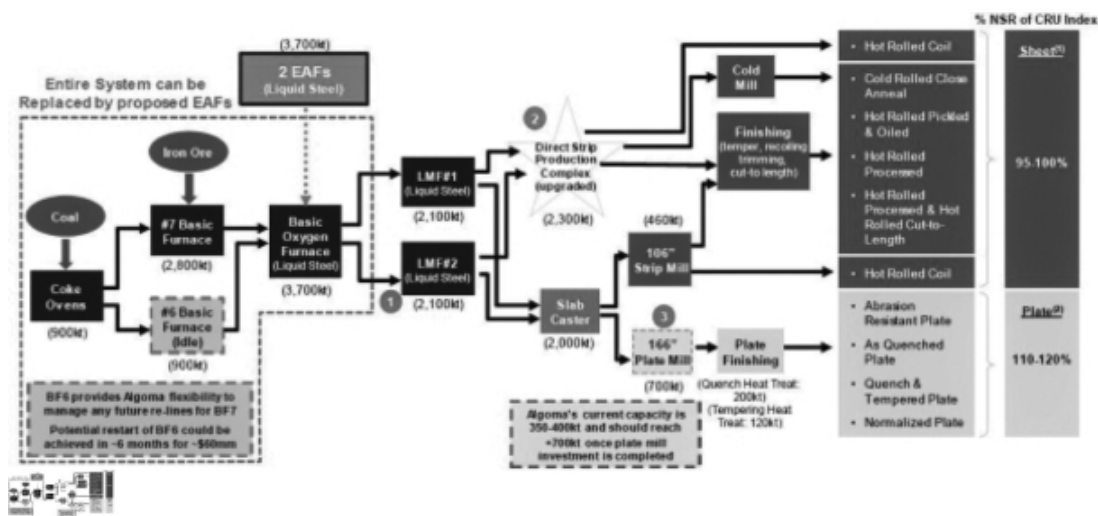 % NSR of CRU Index
(3,700kt)
2 EAFs
(Liquid Steel)
Entire System can be
Replaced by proposed EAFs
Iron Ore
Coal
#7 Basic
Furnace
(2,800kt)
Coke
Ovens
(900kt)
#6 Basic
Furnace
(Idle)
(900kt)
Basic
Oxygen
Furnace
(Liquid Steel)
(3,700kt)
BF6 provides Algoma flexibility to
manage any future re-lines for BF7
Potential restart of BF6 could be
achieved in ~6 months for ~$60mm
LMF#1
(Liquid Steel)
(2,100kt)
1
LMF#2
(Liquid Steel)
(2,100kt)
2
Direct Strip
Production
Complex
(upgraded)
(2,300kt)
Slab
Caster
(2,000kt)
Cold
Mill
Finishing
(temper, recoiling
trimming,
cut-to length)
(460kt)
106"
Strip Mill
3
166"
Plate Mill
(700kt)
Plate
Finishing
(Quench Heat Treat:
200kt)
(Tempering Heat
Treat: 120kt)
Algoma's current capacity is
350-400kt and should reach
+700kt once plate mill
investment is completed
• Hot Rolled Coil
• Cold Rolled Close
Anneal
• Hot Rolled Pickled
& Oiled
• Hot Rolled
Processed
• Hot Rolled
Processed & Hot
Rolled Cut-to-
Length
• Hot Rolled Coil
• Abrasion
Resistant Plate
• As Quenched
Plate
• Quench &
Tempered Plate
• Normalized Plate
Sheet(1)
95-100%
Plate(2)
110-120%